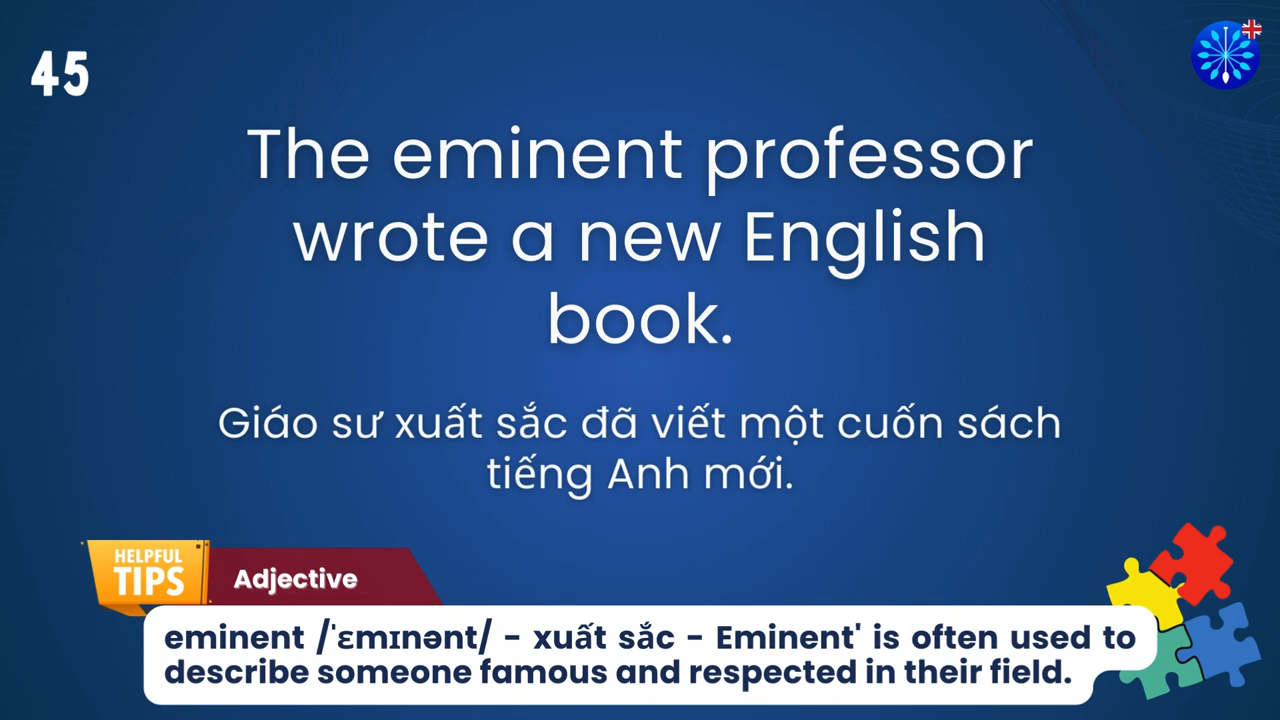 45
The eminent professor
wrote a new English
book.
Giáo sư xuất sắc đã viết một cuốn sách
tiếng Anh mới.
HELPFUL
TIPS
Adjective
eminent /ˈɛmɪnənt/ - xuất sắc - Eminent' is often used to
describe someone famous and respected in their field.